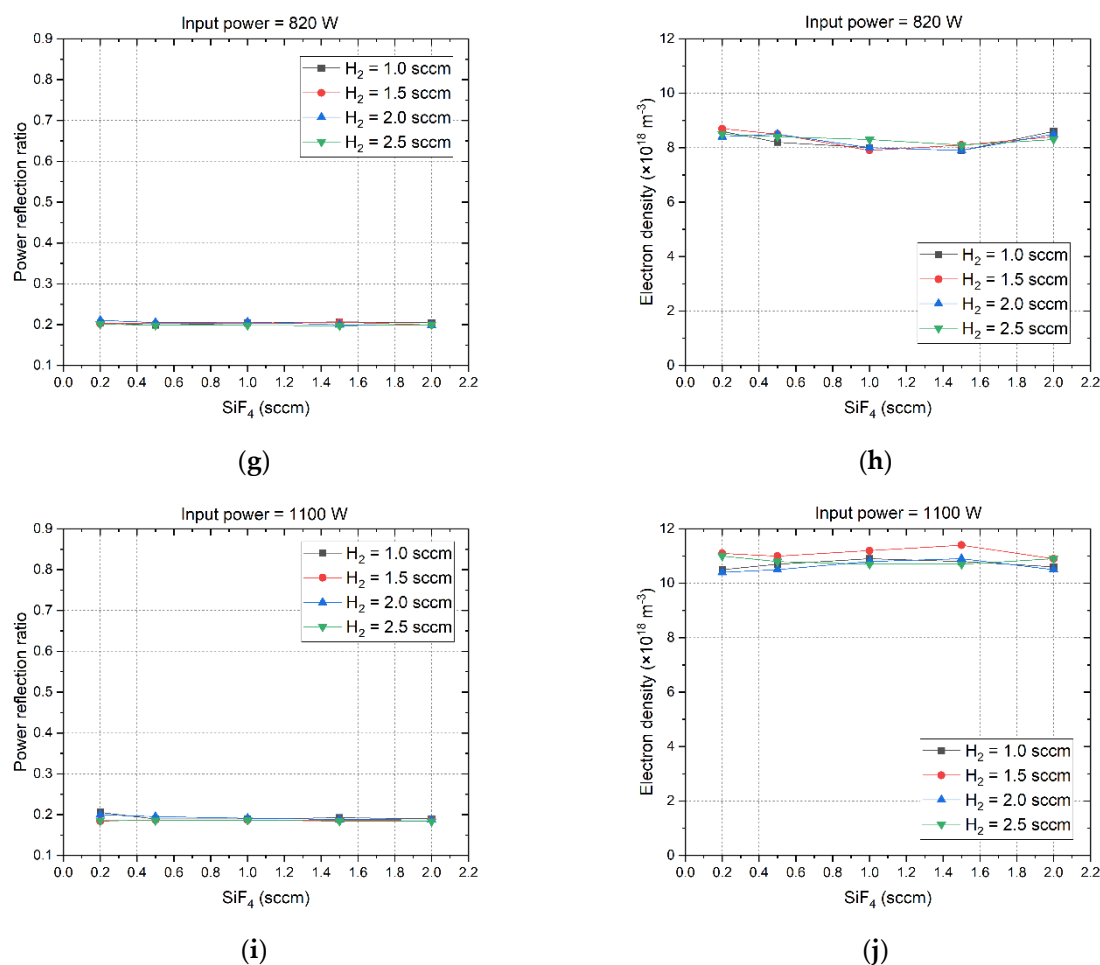 Input power = 820 W
0.9
0.8
0.7
0.6
0.5
0.4
0.3
0.2
0.1
Power reflection ratio
H₂ = 1.0 sccm
H₂ = 1.5 sccm
H₂ = 2.0 sccm
H₂ = 2.5 sccm
0.0 0.2 0.4 0.6 0.8 1.0 1.2 1.4 1.6 1.8 2.0 2.2
SiF₄ (sccm)
(g)
Input power = 820 W
12
10
8
6
4
2
0
Electron density (×10¹⁸ m⁻³)
H₂ = 1.0 sccm
H₂ = 1.5 sccm
H₂ = 2.0 sccm
H₂ = 2.5 sccm
0.0 0.2 0.4 0.6 0.8 1.0 1.2 1.4 1.6 1.8 2.0 2.2
SiF₄ (sccm)
(h)
Input power = 1100 W
0.9
0.8
0.7
0.6
0.5
0.4
0.3
0.2
0.1
Power reflection ratio
H₂ = 1.0 sccm
H₂ = 1.5 sccm
H₂ = 2.0 sccm
H₂ = 2.5 sccm
0.0 0.2 0.4 0.6 0.8 1.0 1.2 1.4 1.6 1.8 2.0 2.2
SiF₄ (sccm)
(i)
Input power = 1100 W
12
10
8
6
4
2
0
Electron density (×10¹⁸ m⁻³)
H₂ = 1.0 sccm
H₂ = 1.5 sccm
H₂ = 2.0 sccm
H₂ = 2.5 sccm
0.0 0.2 0.4 0.6 0.8 1.0 1.2 1.4 1.6 1.8 2.0 2.2
SiF₄ (sccm)
(j)